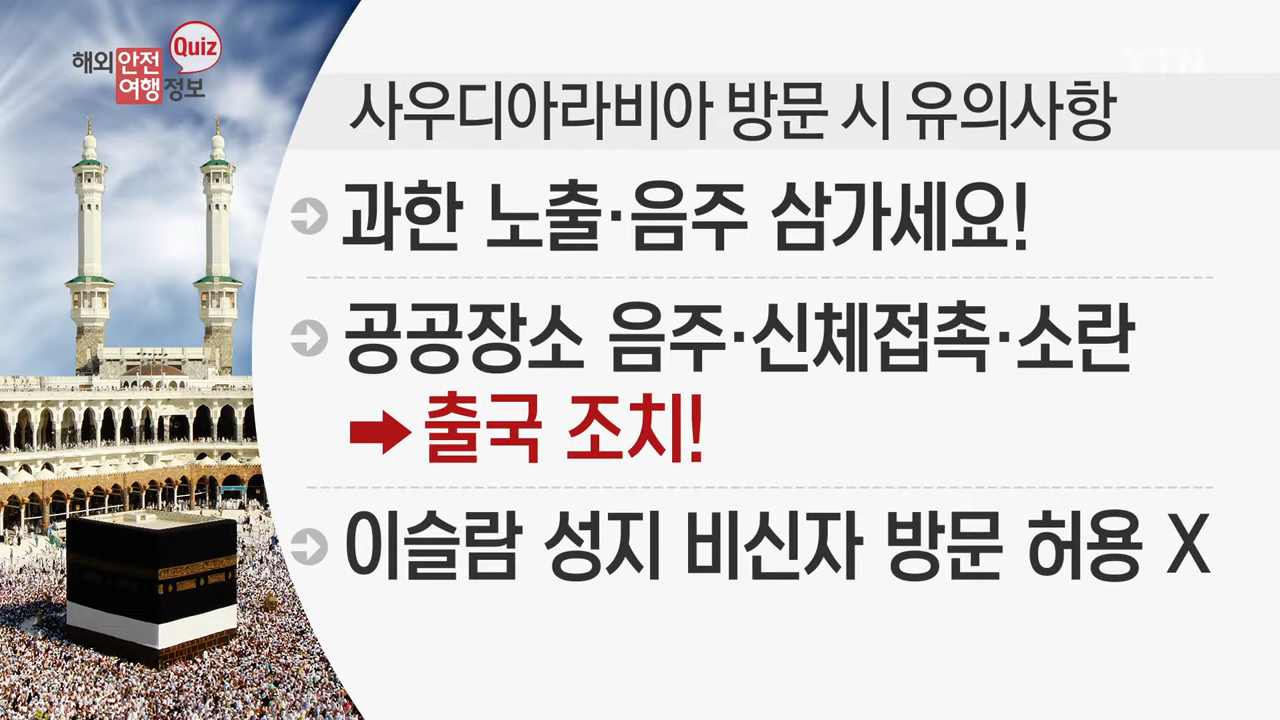 Quiz
해외 안전
여행 정보
YTN
사우디아라비아 방문 시 유의사항
과한 노출·음주 삼가세요!
공공장소 음주·신체접촉·소란
➡ 출국 조치!
이슬람 성지 비신자 방문 허용 X